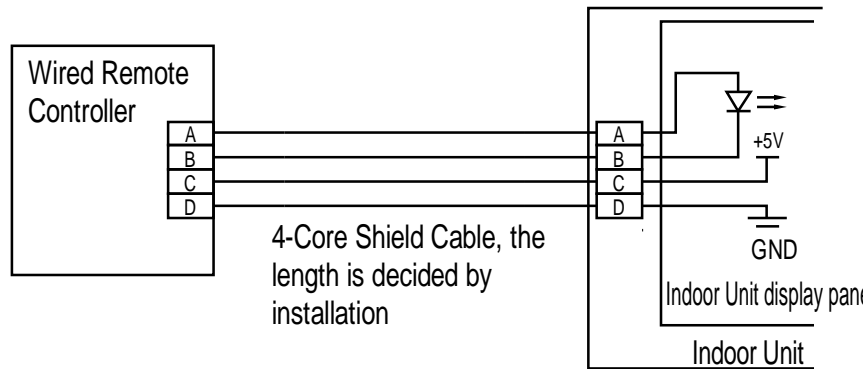 Wired Remote
Controller
A
B
C
D
A
B
C
D
+5V
GND
4-Core Shield Cable, the
length is decided by
installation
Indoor Unit display pane
Indoor Unit